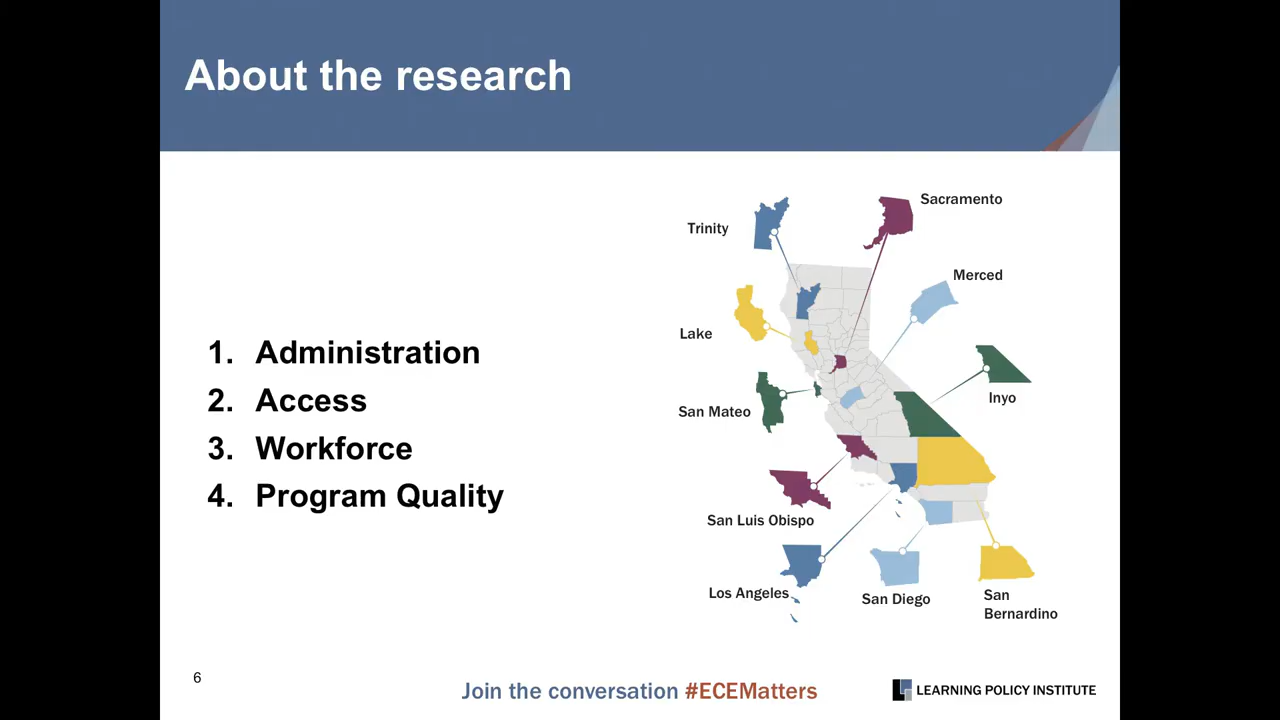 About the research
1. Administration
2. Access
3. Workforce
4. Program Quality
Trinity
Sacramento
Merced
Lake
Inyo
San Mateo
San Luis Obispo
Los Angeles
San Diego
San
Bernardino
6
Join the conversation #ECEMatters
LEARNING POLICY INSTITUTE